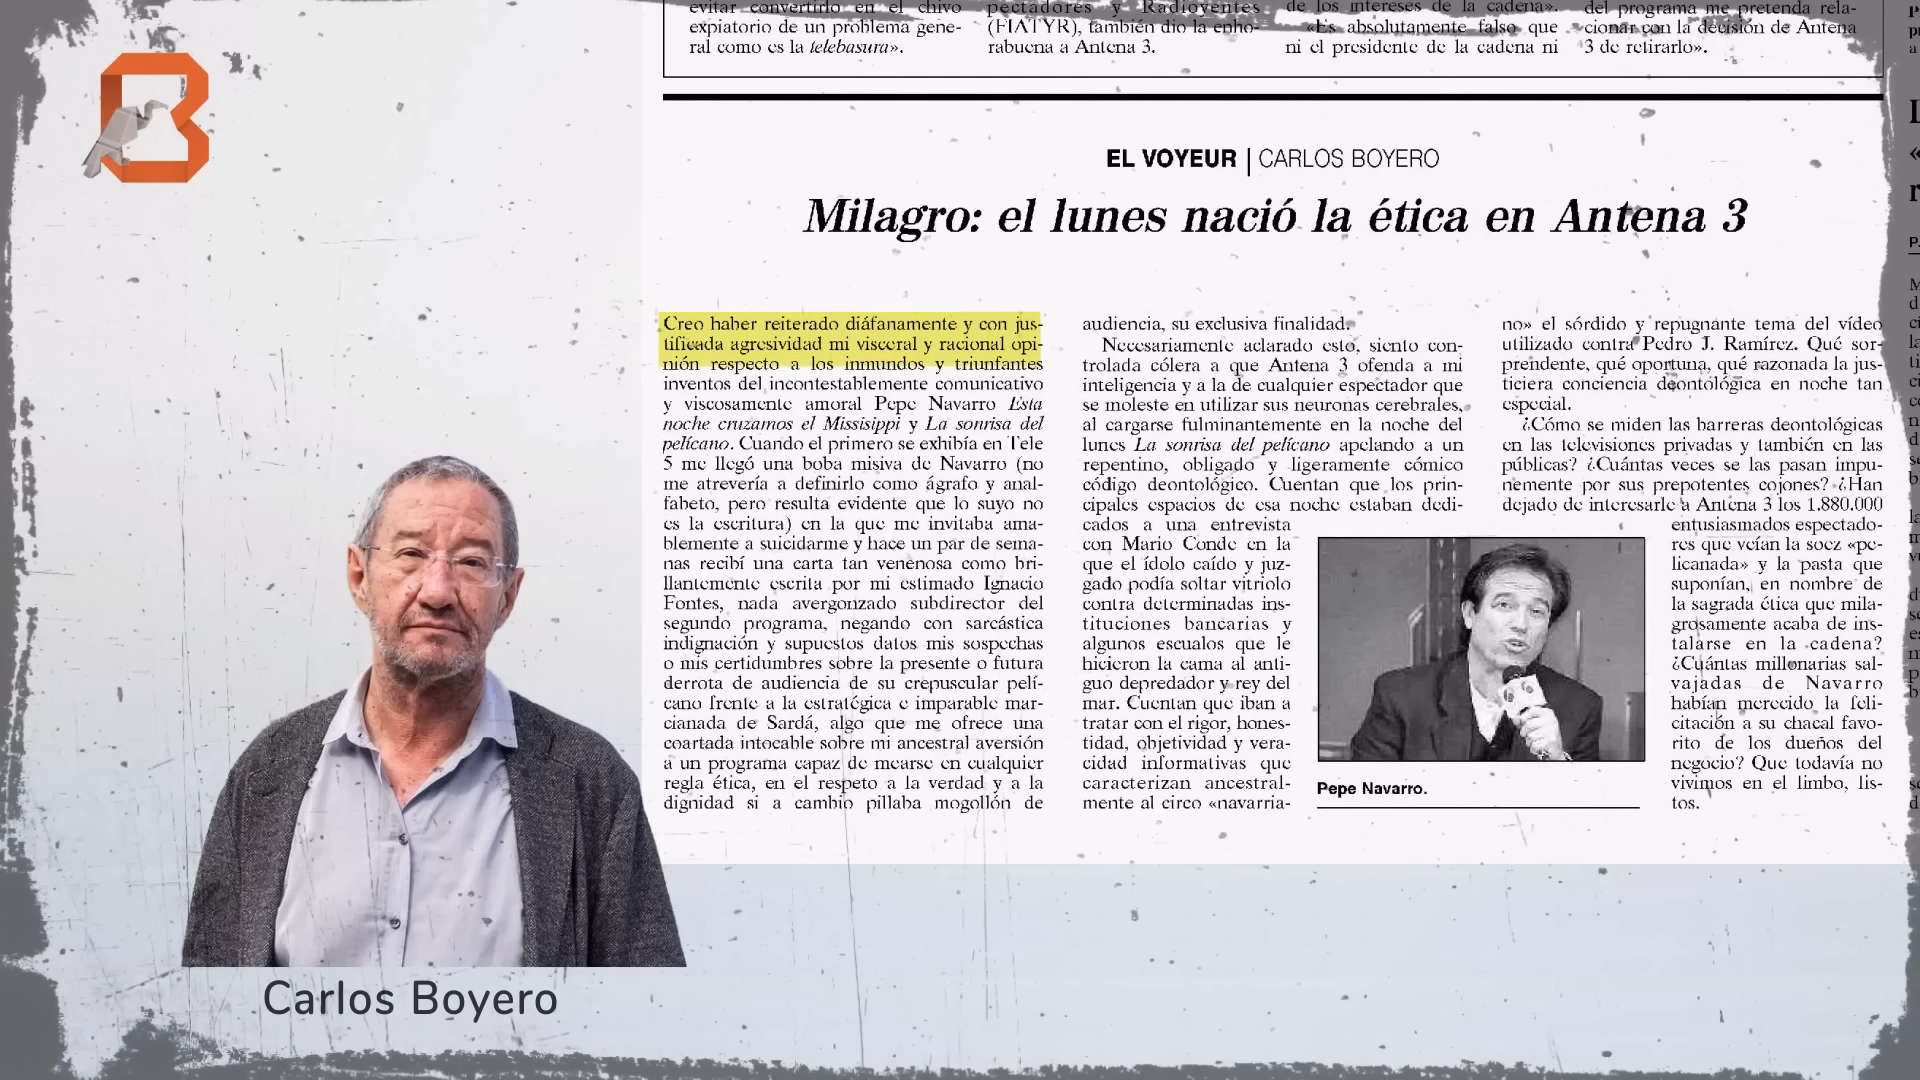 evitar convertirlo en el chivo
expiatorio de un problema gene-
ral como es la telebasura».
pectadores y Radioyentes
(FIATYR), también dio la enho-
rabuena a Antena 3.
de los intereses de la cadena».
«Es absolutamente falso que
ni el presidente de la cadena ni
del programa me pretenda rela-
cionar con la decisión de Antena
3 de retirarlo».
EL VOYEUR | CARLOS BOYERO
Milagro: el lunes nació la ética en Antena 3
Creo haber reiterado diáfanamente y con jus-
tificada agresividad mi visceral y racional opi-
nión respecto a los inmundos y triunfantes
inventos del incontestablemente comunicativo
y viscosamente amoral Pepe Navarro Esta
noche cruzamos el Missisippi y La sonrisa del
pelícano. Cuando el primero se exhibía en Tele
5 me llegó una boba misiva de Navarro (no
me atrevería a definirlo como ágrafo y anal-
fabeto, pero resulta evidente que lo suyo no
es la escritura) en la que me invitaba ama-
blemente a suicidarme y hace un par de sema-
nas recibí una carta tan venenosa como bri-
llantemente escrita por mi estimado Ignacio
Fontes, nada avergonzado subdirector del
segundo programa, negando con sarcástica
indignación y supuestos datos mis sospechas
o mis certidumbres sobre la presente o futura
derrota de audiencia de su crepuscular pelí-
cano frente a la estratégica e imparable mar-
cianada de Sardá, algo que me ofrece una
coartada intocable sobre mi ancestral aversión
a un programa capaz de mearse en cualquier
regla ética, en el respeto a la verdad y a la
dignidad si a cambio pillaba mogollón de
audiencia, su exclusiva finalidad.
Necesariamente aclarado esto, siento con-
trolada cólera a que Antena 3 ofenda a mi
inteligencia y a la de cualquier espectador que
se moleste en utilizar sus neuronas cerebrales,
al cargarse fulminantemente en la noche del
lunes La sonrisa del pelícano apelando a un
repentino, obligado y ligeramente cómico
código deontológico. Cuentan que los prin-
cipales espacios de esa noche estaban dedi-
cados a una entrevista
con Mario Conde en la
que el ídolo caído y juz-
gado podía soltar vitriolo
contra determinadas ins-
tituciones bancarias y
algunos escualos que le
hicieron la cama al anti-
guo depredador y rey del
mar. Cuentan que iban a
tratar con el rigor, hones-
tidad, objetividad y vera-
cidad informativas que
caracterizan ancestral-
mente al circo «navarria-
no» el sórdido y repugnante tema del vídeo
utilizado contra Pedro J. Ramírez. Qué sor-
prendente, qué oportuna, qué razonada la jus-
ticiera conciencia deontológica en noche tan
especial.
¿Cómo se miden las barreras deontológicas
en las televisiones privadas y también en las
públicas? ¿Cuántas veces se las pasan impu-
nemente por sus prepotentes cojones? ¿Han
dejado de interesarle a Antena 3 los 1.880.000
entusiasmados espectado-
res que veían la soez «pe-
licanada» y la pasta que
suponían, en nombre de
la sagrada ética que mila-
grosamente acaba de ins-
talarse en la cadena?
¿Cuántas millonarias sal-
vajadas de Navarro
habían merecido la feli-
citación a su chacal favo-
rito de los dueños del
negocio? Que todavía no
vivimos en el limbo, lis-
tos.
Pepe Navarro.
Carlos Boyero